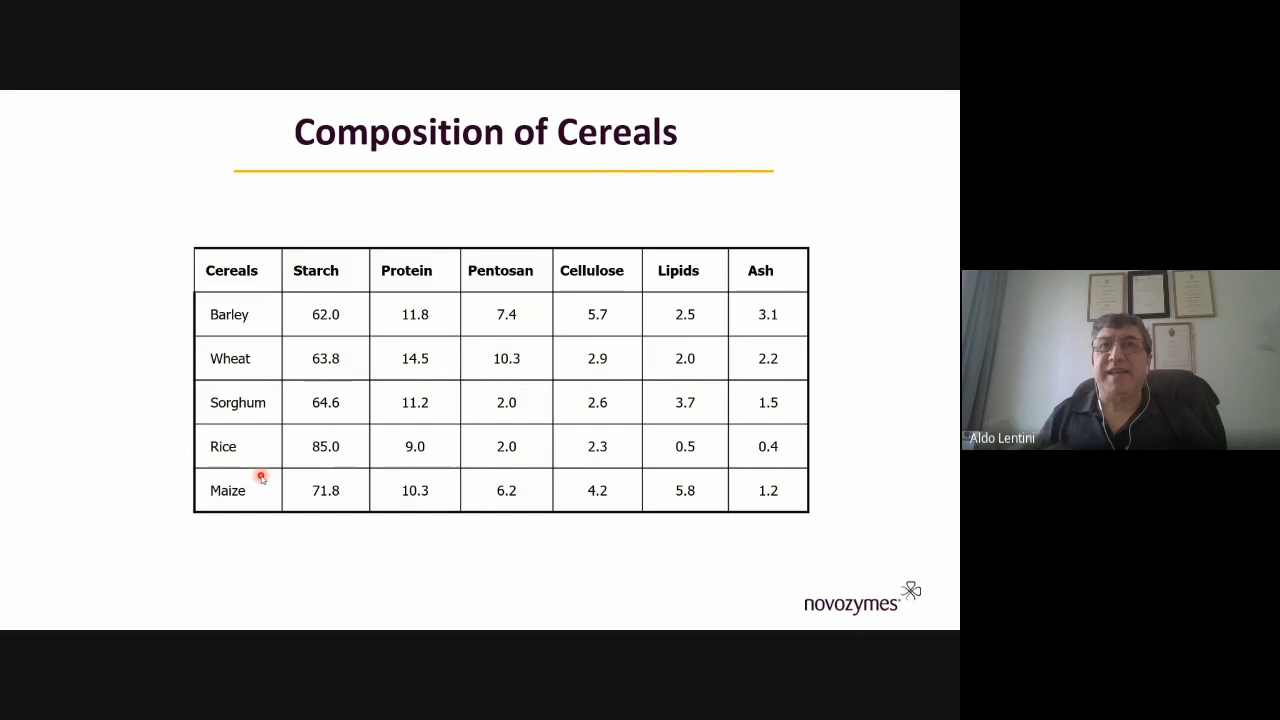 Composition of Cereals
Cereals Starch Protein Pentosan Cellulose Lipids Ash
Barley 62.0 11.8 7.4 5.7 2.5 3.1
Wheat 63.8 14.5 10.3 2.9 2.0 2.2
Sorghum 64.6 11.2 2.0 2.6 3.7 1.5
Rice 85.0 9.0 2.0 2.3 0.5 0.4
Maize 71.8 10.3 6.2 4.2 5.8 1.2
novozymes
Aldo Lentini